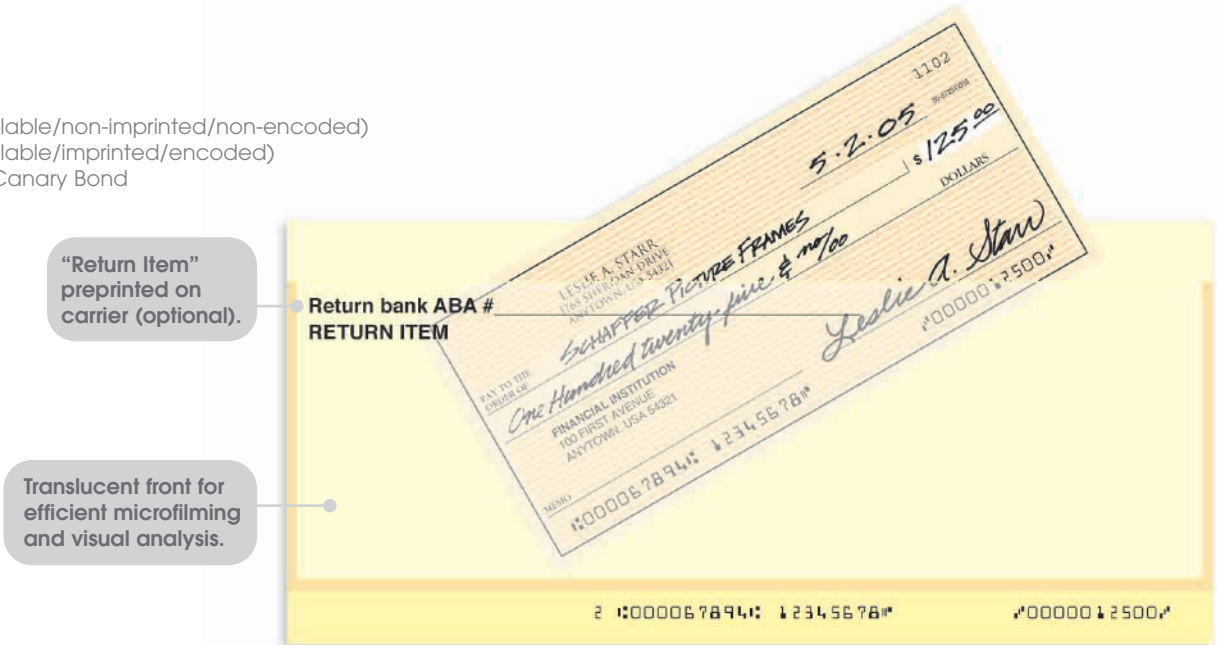 lable/non-imprinted/non-encoded)
lable/imprinted/encoded)
Canary Bond
“Return Item”
preprinted on
carrier (optional).
Translucent front for
efficient microfilming
and visual analysis.
Return bank ABA #
RETURN ITEM
1102
5.2.05
LESLIE A. STARR
1765 SHERIDAN DRIVE
ANYTOWN, USA 54321
PAY TO THE
ORDER OF
SCHAFFER PICTURE FRAMES
$ 125.00
One Hundred twenty-five & no/00
DOLLARS
FINANCIAL INSTITUTION
100 FIRST AVENUE
ANYTOWN, USA 54321
Leslie A. Starr
MEMO
⑆000067894⑆ 12345678⑈ ⑇0000012500⑇
2 ⑆000067894⑆ 12345678⑈ ⑇0000012500⑇